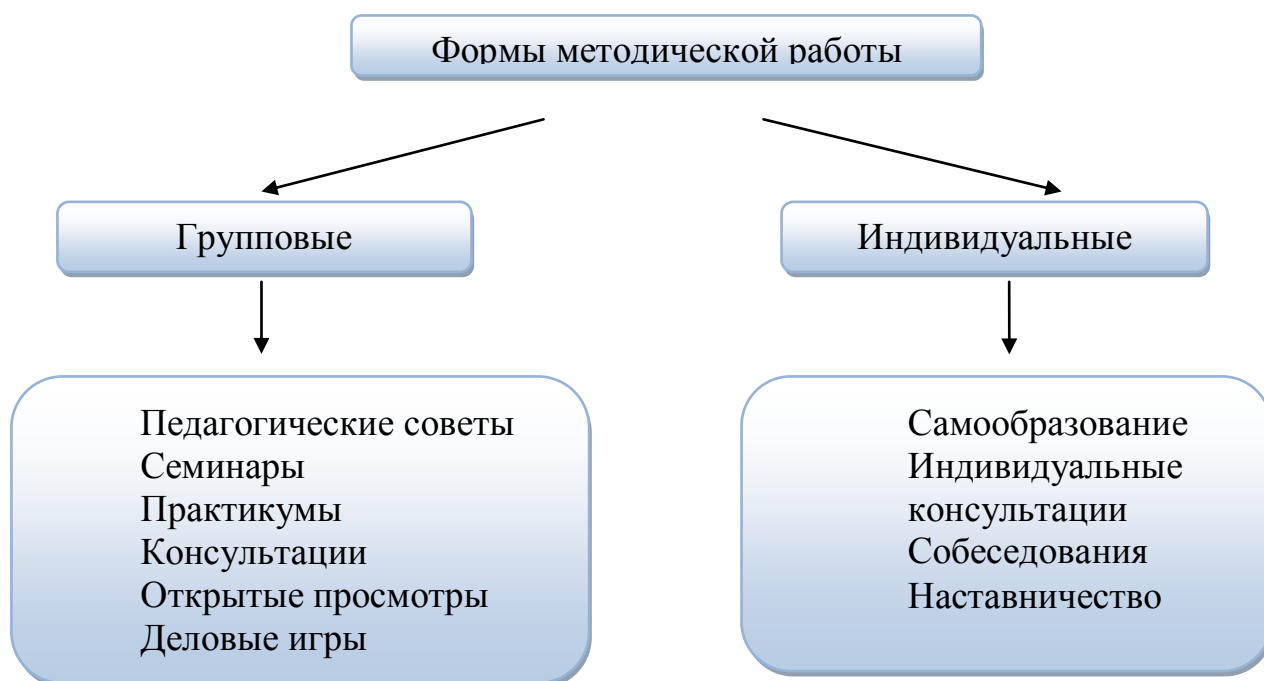 Формы методической работы
Групповые
Индивидуальные
Педагогические советы
Семинары
Практикумы
Консультации
Открытые просмотры
Деловые игры
Самообразование
Индивидуальные
консультации
Собеседования
Наставничество